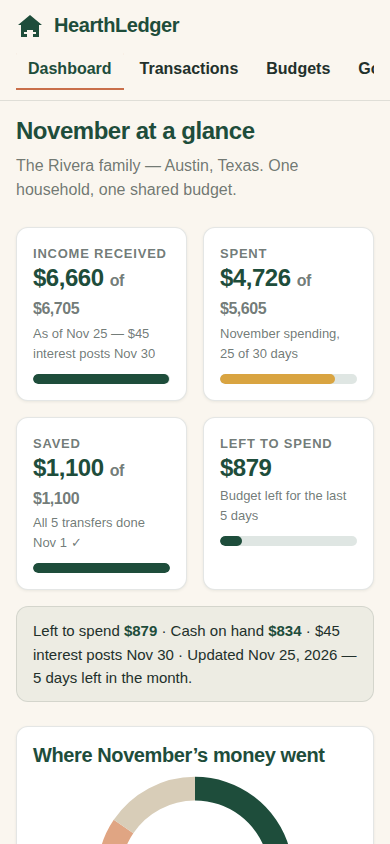 HearthLedger
Dashboard Transactions Budgets
November at a glance
The Rivera family — Austin, Texas. One
household, one shared budget.
INCOME RECEIVED
$6,660 of
$6,705
As of Nov 25 — $45
interest posts Nov 30
SPENT
$4,726 of
$5,605
November spending,
25 of 30 days
SAVED
$1,100 of
$1,100
All 5 transfers done
Nov 1 ✓
LEFT TO SPEND
$879
Budget left for the last
5 days
Left to spend $879 · Cash on hand $834 · $45
interest posts Nov 30 · Updated Nov 25, 2026 —
5 days left in the month.
Where November’s money went